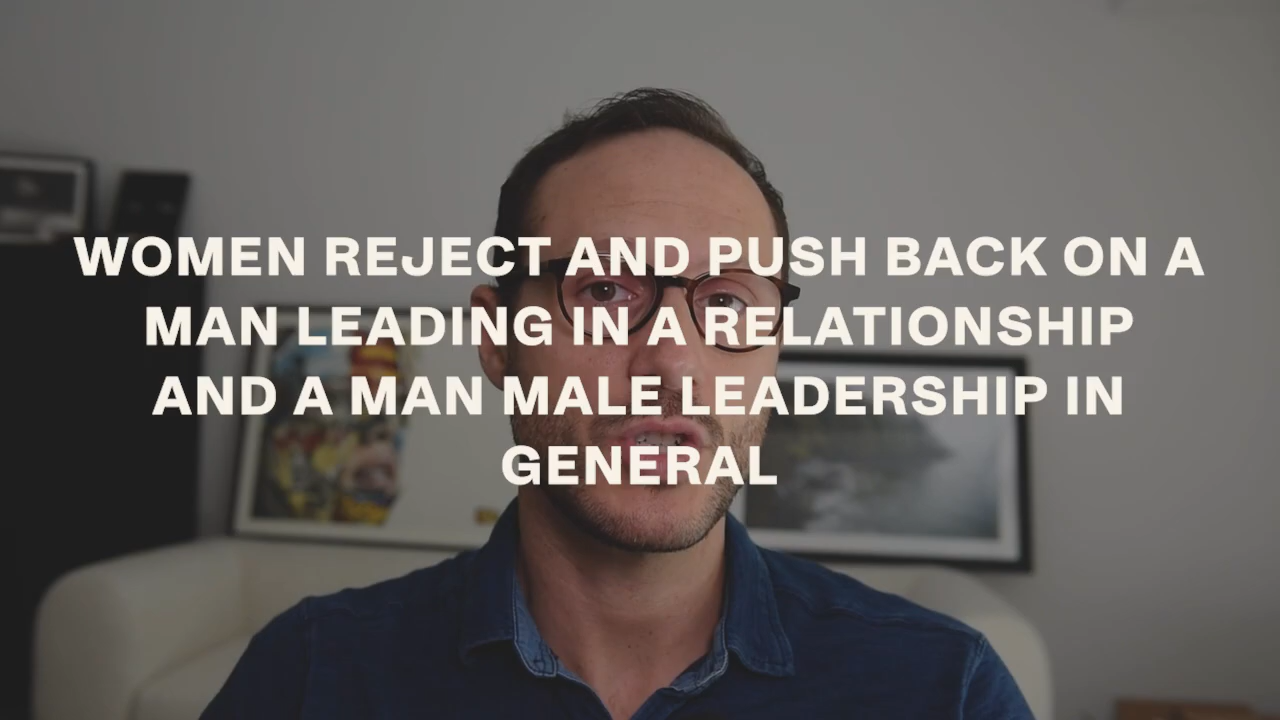 WOMEN REJECT AND PUSH BACK ON A
MAN LEADING IN A RELATIONSHIP
AND A MAN MALE LEADERSHIP IN
GENERAL